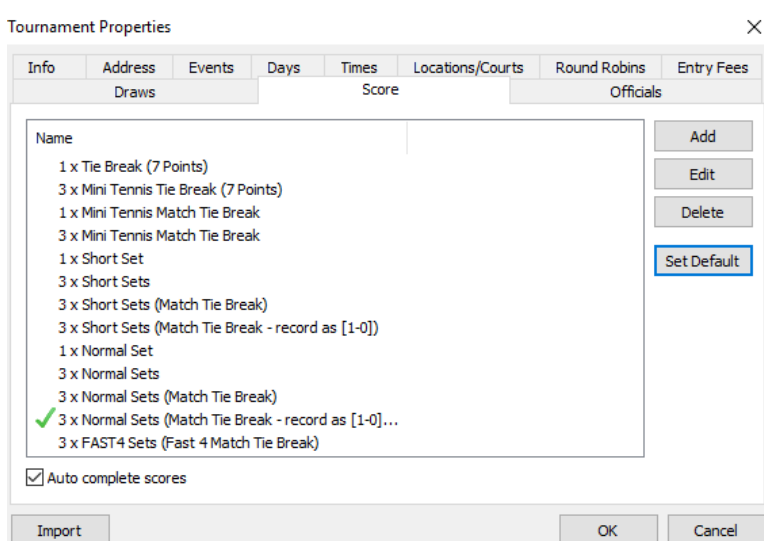 Tournament Properties
Info Address Events Days Times Locations/Courts Round Robins Entry Fees
Draws Score Officials
Name
1 x Tie Break (7 Points)
3 x Mini Tennis Tie Break (7 Points)
1 x Mini Tennis Match Tie Break
3 x Mini Tennis Match Tie Break
1 x Short Set
3 x Short Sets
3 x Short Sets (Match Tie Break)
3 x Short Sets (Match Tie Break - record as [1-0])
1 x Normal Set
3 x Normal Sets
3 x Normal Sets (Match Tie Break)
3 x Normal Sets (Match Tie Break - record as [1-0]...
3 x FAST4 Sets (Fast 4 Match Tie Break)
Add
Edit
Delete
Set Default
Auto complete scores
Import OK Cancel